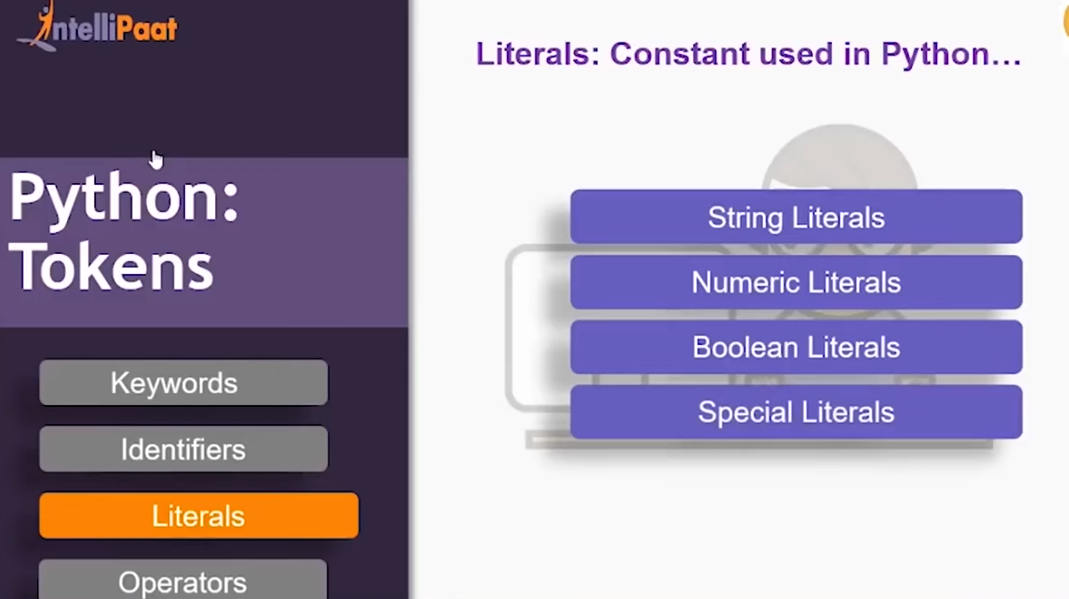 IntelliPaat
Literals: Constant used in Python...
Python:
Tokens
String Literals
Numeric Literals
Boolean Literals
Special Literals
Keywords
Identifiers
Literals
Operators